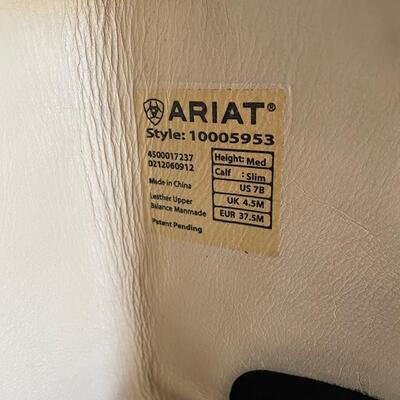 ARIAT®
Style: 10005953
4500017237
0212060912
Made in China
Leather Upper
Balance Manmade
Patent Pending
Height: Med
Calf : Slim
US 7B
UK 4.5M
EUR 37.5M